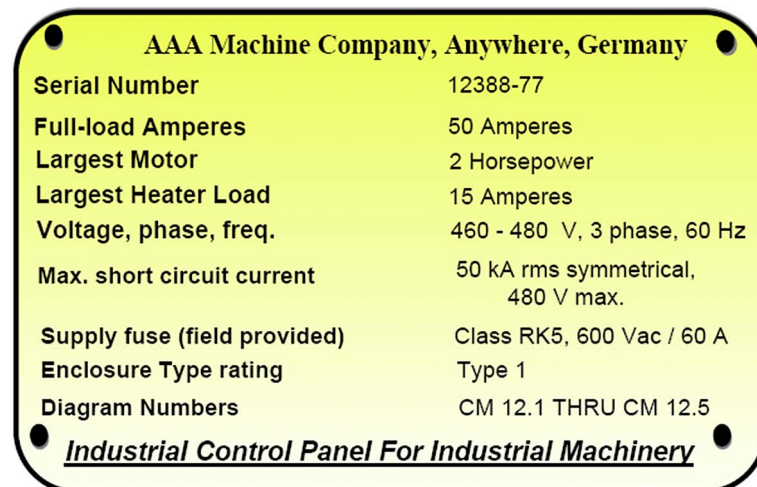 AAA Machine Company, Anywhere, Germany
Serial Number 12388-77
Full-load Amperes 50 Amperes
Largest Motor 2 Horsepower
Largest Heater Load 15 Amperes
Voltage, phase, freq. 460 - 480 V, 3 phase, 60 Hz
Max. short circuit current 50 kA rms symmetrical,
480 V max.
Supply fuse (field provided) Class RK5, 600 Vac / 60 A
Enclosure Type rating Type 1
Diagram Numbers CM 12.1 THRU CM 12.5
Industrial Control Panel For Industrial Machinery